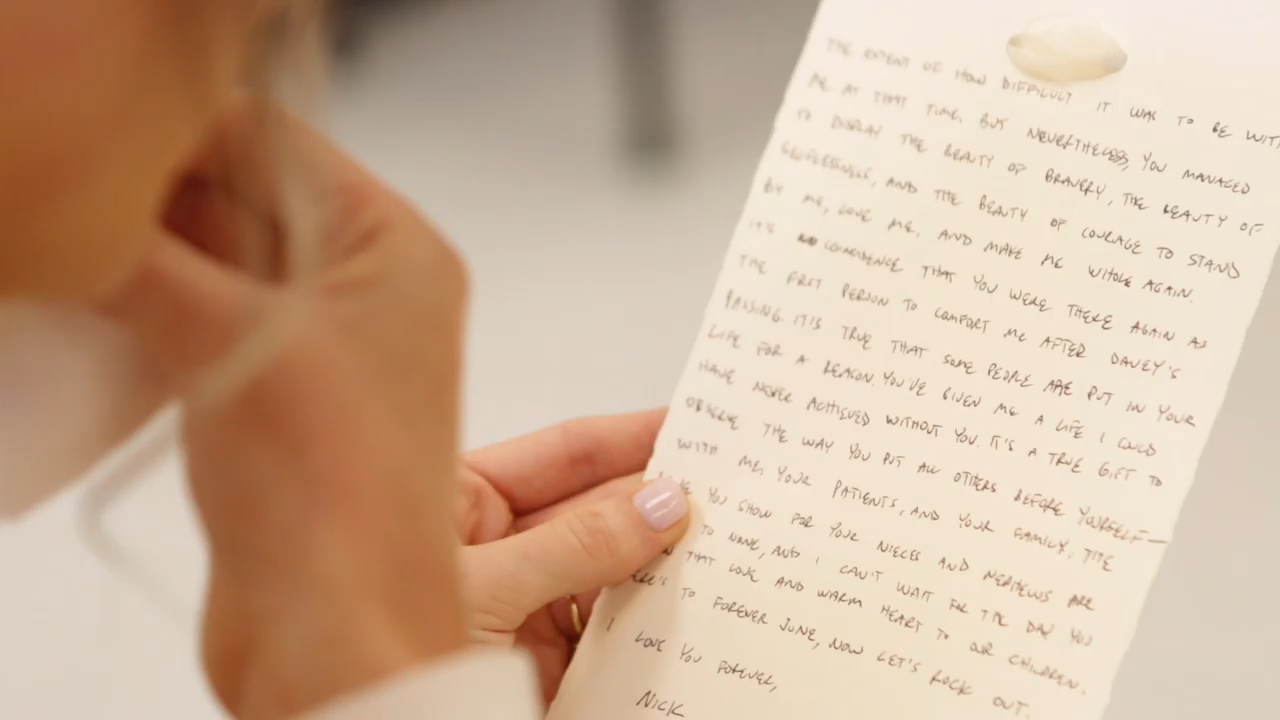 THE EXTENT OF HOW DIFFICULT IT WAS TO BE WITH
ME AT THAT TIME. BUT NEVERTHELESS, YOU MANAGED
TO DISPLAY THE BEAUTY OF BRAVERY, THE BEAUTY OF
AND THE BEAUTY OF COURAGE TO STAND
BY ME, LOVE ME, AND MAKE ME WHOLE AGAIN.
IT'S COINCIDENCE THAT YOU WERE THERE AGAIN AS
THE FIRST PERSON TO COMFORT ME AFTER DAVEY'S
PASSING. IT'S TRUE THAT SOME PEOPLE ARE PUT IN YOUR
LIFE FOR A REASON. YOU'VE GIVEN ME A LIFE I COULD
HAVE NEVER ACHIEVED WITHOUT YOU. IT'S A TRUE GIFT TO
OBSERVE THE WAY YOU PUT ALL OTHERS BEFORE YOURSELF—
WITH ME, YOUR PATIENTS, AND YOUR FAMILY. THE
YOU SHOW FOR YOUR NIECES AND NEPHEWS ARE
TO NONE, AND I CAN'T WAIT FOR THE DAY YOU
THAT LOVE AND WARM HEART TO OUR CHILDREN.
TO FOREVER JUNE, NOW LET'S ROCK OUT.
I LOVE YOU FOREVER,
NICK